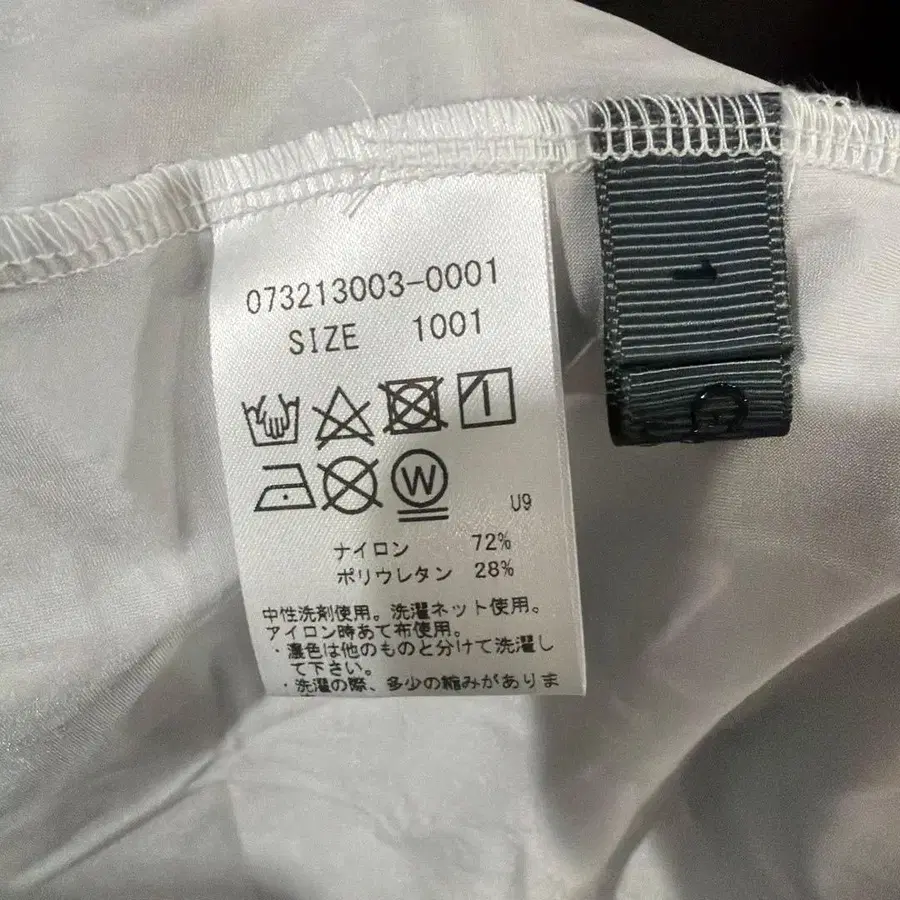 073213003-0001
SIZE 1001
W
U9
ナイロン 72%
ポリウレタン 28%
中性洗剤使用。洗濯ネット使用。
アイロン時あて布使用。
・濃色は他のものと分けて洗濯し
て下さい。
・洗濯の際、多少の縮みがありま
1